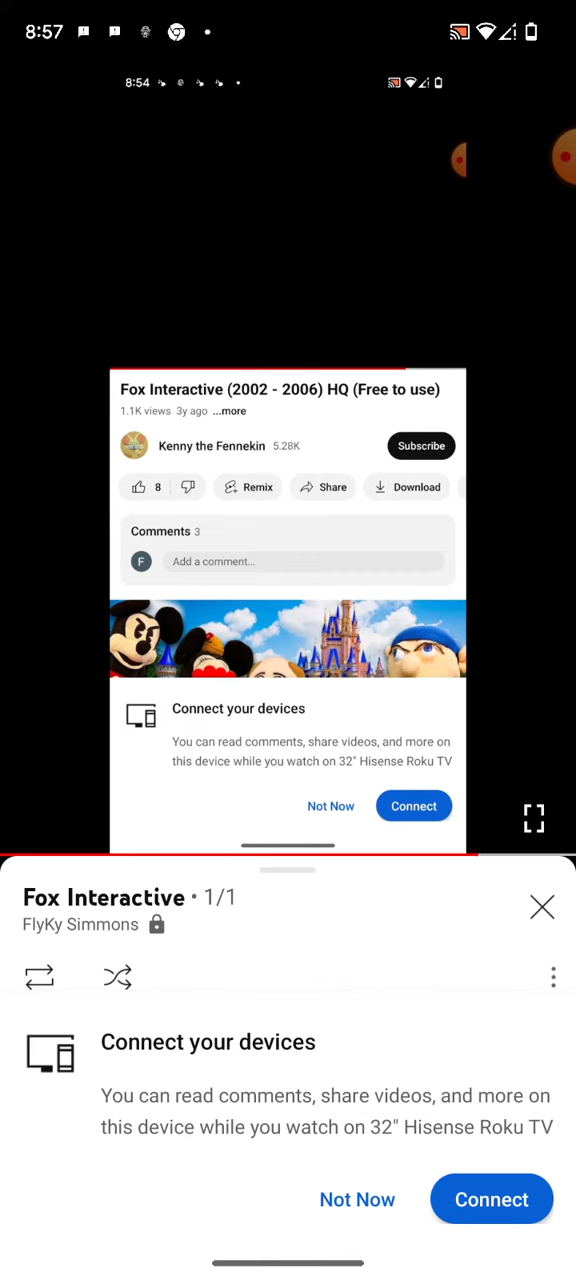 8:57
8:54
Fox Interactive (2002 - 2006) HQ (Free to use)
1.1K views 3y ago ...more
Kenny the Fennekin 5.28K Subscribe
8 Remix Share Download
Comments 3
F Add a comment...
Connect your devices
You can read comments, share videos, and more on
this device while you watch on 32" Hisense Roku TV
Not Now Connect
Fox Interactive • 1/1
FlyKy Simmons
Connect your devices
You can read comments, share videos, and more on
this device while you watch on 32" Hisense Roku TV
Not Now Connect